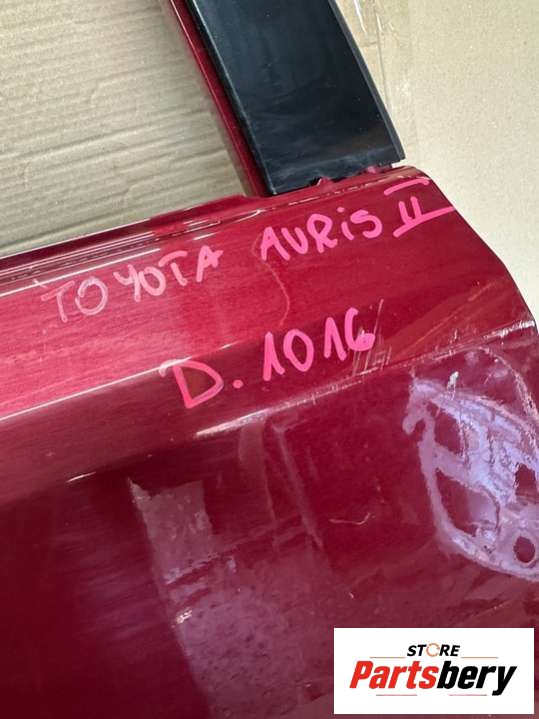 TOYOTA AURiS II
D.1016
STORE
Partsbery